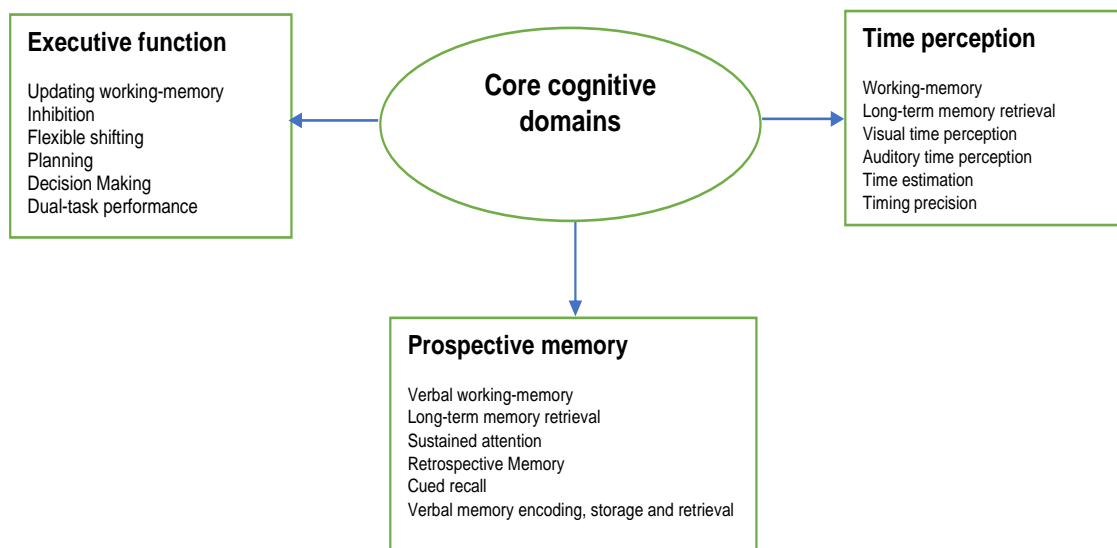 Executive function
Updating working-memory
Inhibition
Flexible shifting
Planning
Decision Making
Dual-task performance
Core cognitive
domains
Time perception
Working-memory
Long-term memory retrieval
Visual time perception
Auditory time perception
Time estimation
Timing precision
Prospective memory
Verbal working-memory
Long-term memory retrieval
Sustained attention
Retrospective Memory
Cued recall
Verbal memory encoding, storage and retrieval